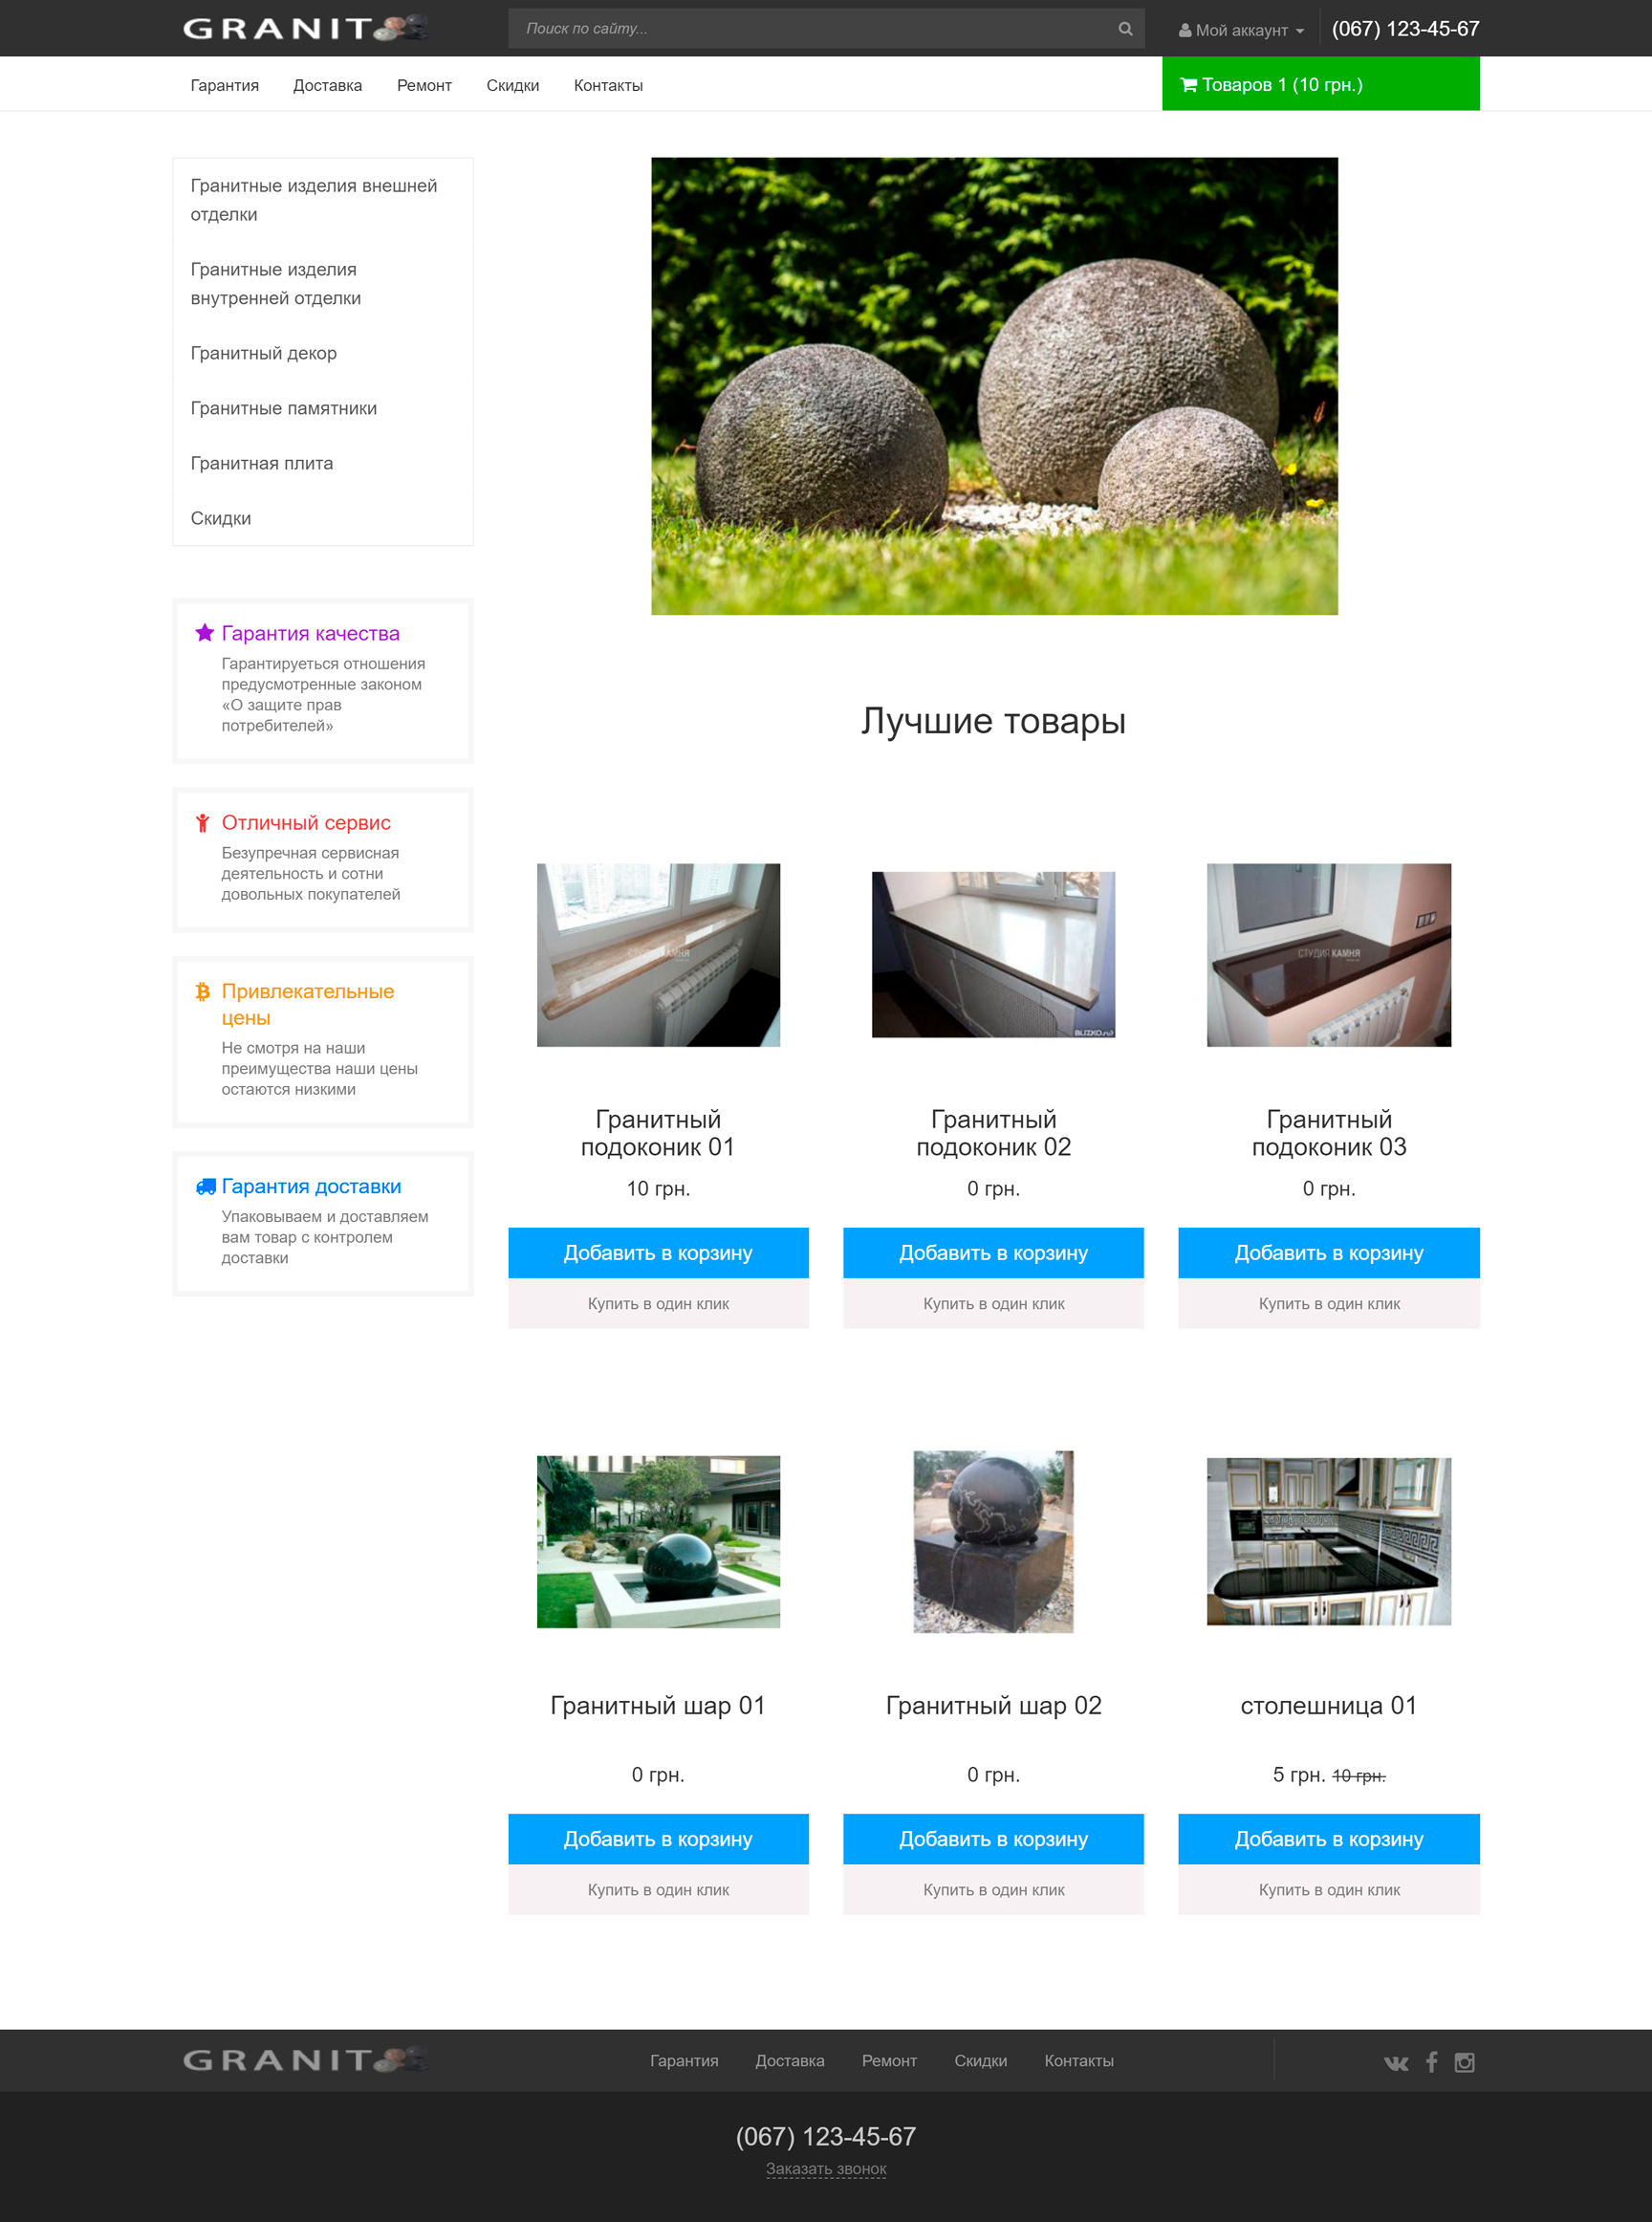 GRANIT
Поиск по сайту...
Мой аккаунт
(067) 123-45-67
Гарантия Доставка Ремонт Скидки Контакты
Товаров 1 (10 грн.)
Гранитные изделия внешней
отделки
Гранитные изделия
внутренней отделки
Гранитный декор
Гранитные памятники
Гранитная плита
Скидки
Гарантия качества
Гарантируеться отношения
предусмотренные законом
«О защите прав
потребителей»
Отличный сервис
Безупречная сервисная
деятельность и сотни
довольных покупателей
Привлекательные
цены
Не смотря на наши
преимущества наши цены
остаются низкими
Гарантия доставки
Упаковываем и доставляем
вам товар с контролем
доставки
Лучшие товары
СТУДИЯ КАМНЯ
BLIZKO.ru
СТУДИЯ КАМНЯ
Гранитный
подоконик 01
10 грн.
Добавить в корзину
Купить в один клик
Гранитный
подоконик 02
0 грн.
Добавить в корзину
Купить в один клик
Гранитный
подоконик 03
0 грн.
Добавить в корзину
Купить в один клик
Гранитный шар 01
0 грн.
Добавить в корзину
Купить в один клик
Гранитный шар 02
0 грн.
Добавить в корзину
Купить в один клик
столешница 01
5 грн. 10 грн.
Добавить в корзину
Купить в один клик
GRANIT
Гарантия Доставка Ремонт Скидки Контакты
(067) 123-45-67
Заказать звонок